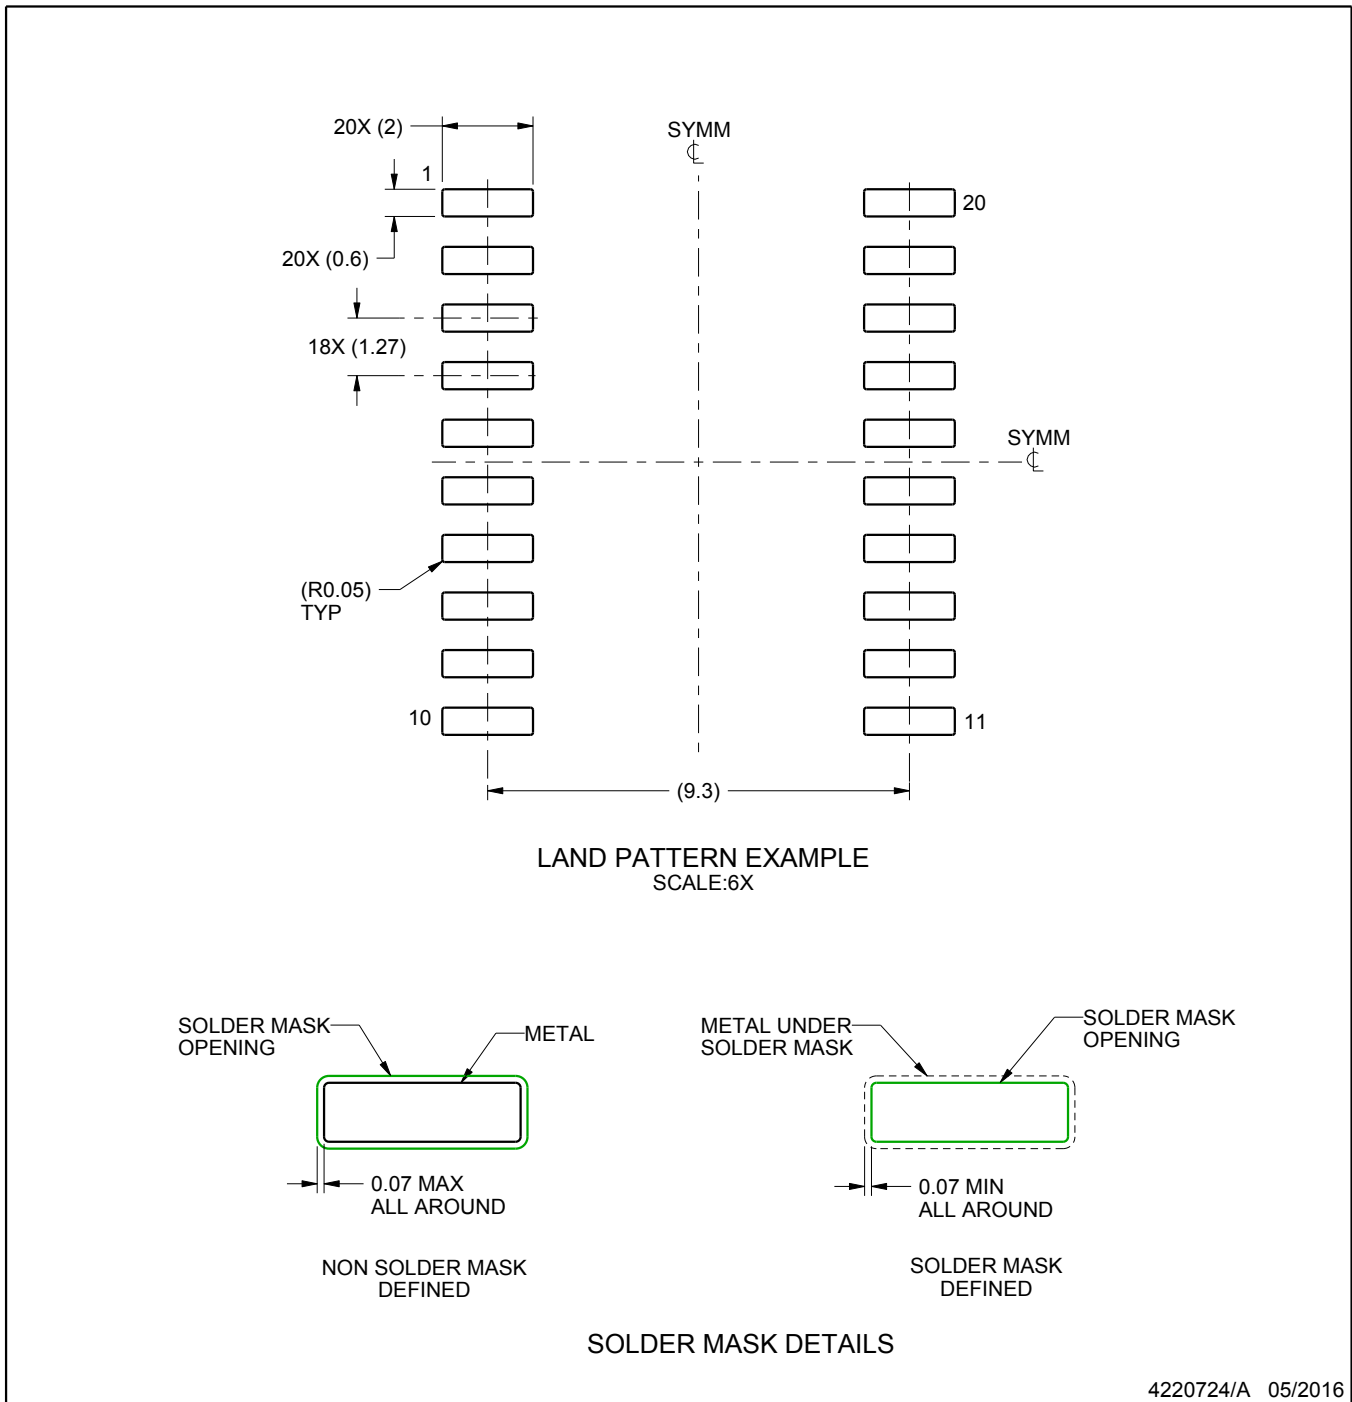 20X (2)
SYMM
1
20
20X (0.6)
18X (1.27)
SYMM
(R0.05)
TYP
10
11
(9.3)
LAND PATTERN EXAMPLE
SCALE:6X
SOLDER MASK
OPENING
METAL
METAL UNDER
SOLDER MASK
SOLDER MASK
OPENING
0.07 MAX
ALL AROUND
0.07 MIN
ALL AROUND
NON SOLDER MASK
DEFINED
SOLDER MASK
DEFINED
SOLDER MASK DETAILS
4220724/A 05/2016